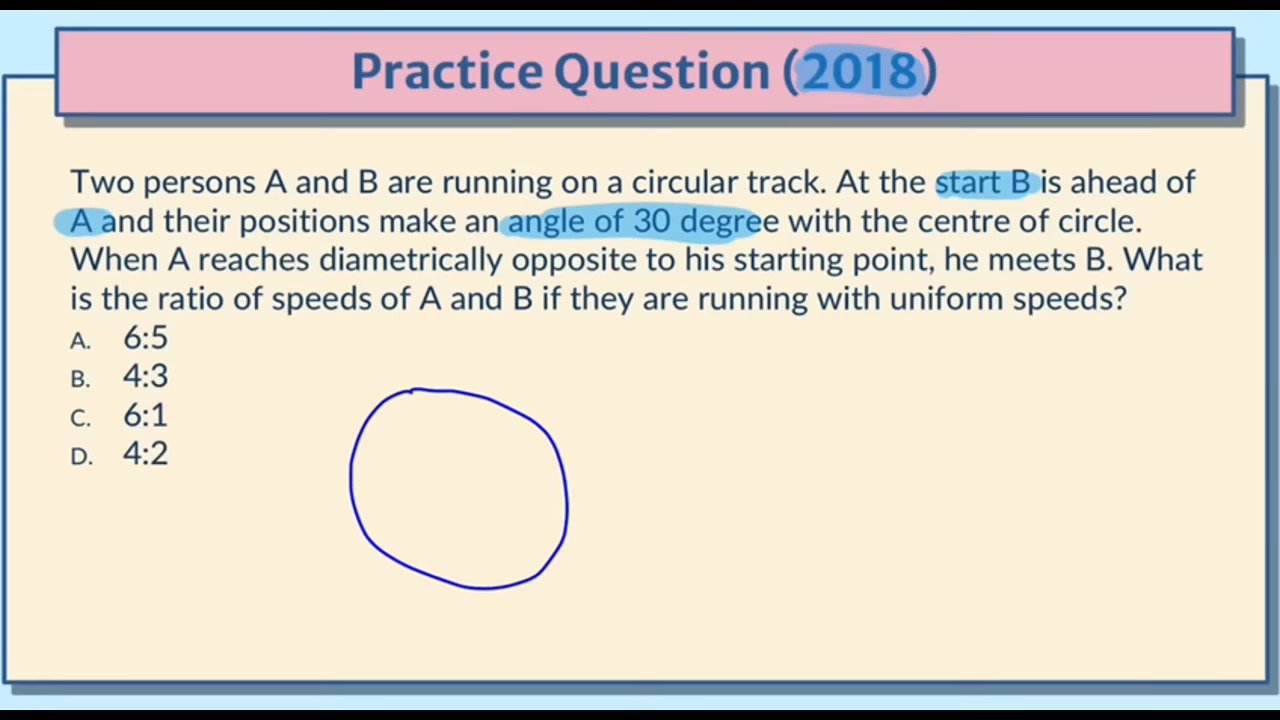 Practice Question (2018)
Two persons A and B are running on a circular track. At the start B is ahead of
A and their positions make an angle of 30 degree with the centre of circle.
When A reaches diametrically opposite to his starting point, he meets B. What
is the ratio of speeds of A and B if they are running with uniform speeds?
A. 6:5
B. 4:3
C. 6:1
D. 4:2